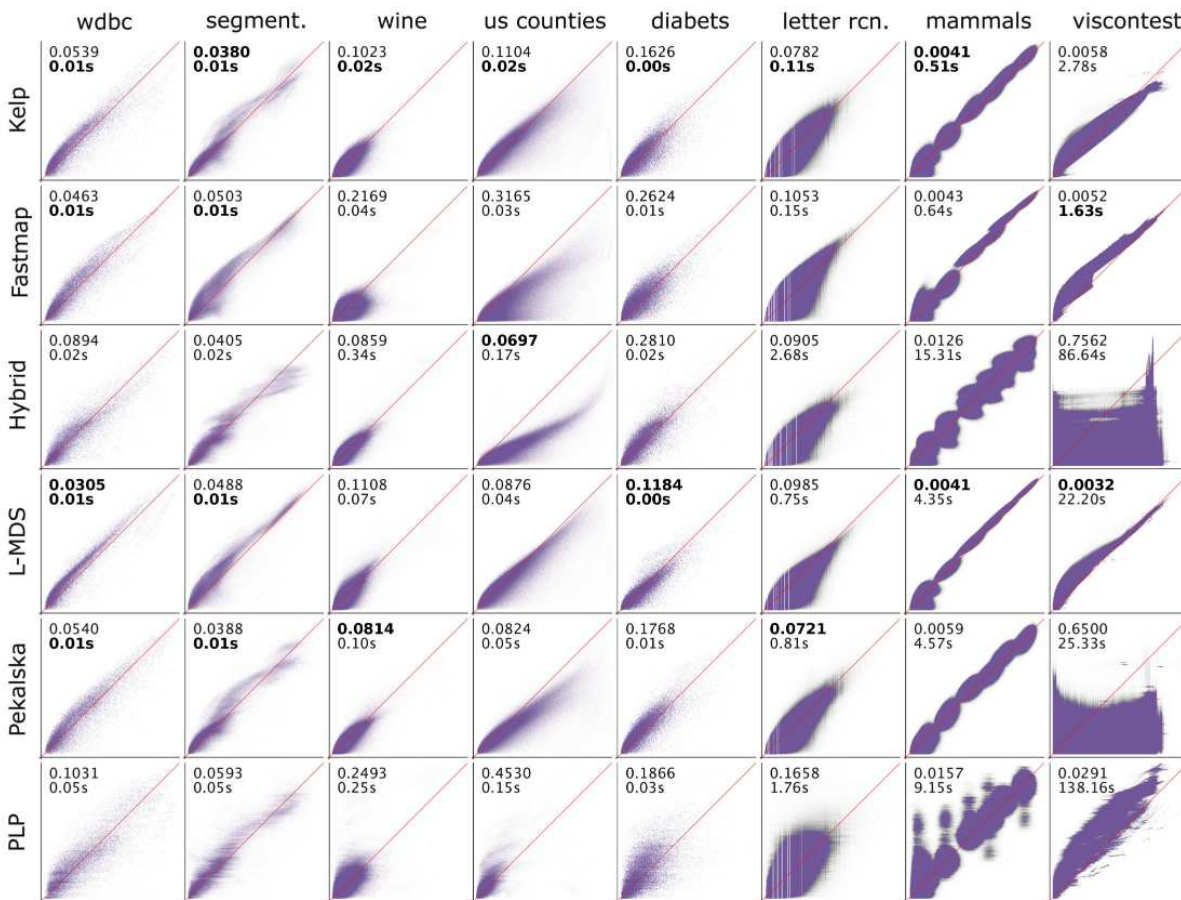 wdbc segment. wine us counties diabets letter rcn. mammals viscontest
Kelp
0.0539 0.0380 0.1023 0.1104 0.1626 0.0782 0.0041 0.0058
0.01s 0.01s 0.02s 0.02s 0.00s 0.11s 0.51s 2.78s
Fastmap
0.0463 0.0503 0.2169 0.3165 0.2624 0.1053 0.0043 0.0052
0.01s 0.01s 0.04s 0.03s 0.01s 0.15s 0.64s 1.63s
Hybrid
0.0894 0.0405 0.0859 0.0697 0.2810 0.0905 0.0126 0.7562
0.02s 0.02s 0.34s 0.17s 0.02s 2.68s 15.31s 86.64s
L-MDS
0.0305 0.0488 0.1108 0.0876 0.1184 0.0985 0.0041 0.0032
0.01s 0.01s 0.07s 0.04s 0.00s 0.75s 4.35s 22.20s
Pekalska
0.0540 0.0388 0.0814 0.0824 0.1768 0.0721 0.0059 0.6500
0.01s 0.01s 0.10s 0.05s 0.01s 0.81s 4.57s 25.33s
PLP
0.1031 0.0593 0.2493 0.4530 0.1866 0.1658 0.0157 0.0291
0.05s 0.05s 0.25s 0.15s 0.03s 1.76s 9.15s 138.16s